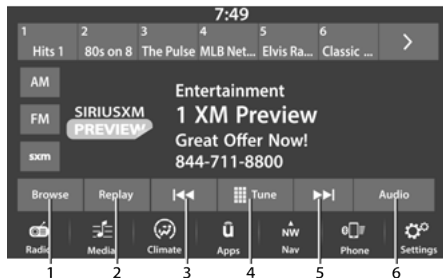 7:49
1 2 3 4 5 6
Hits 1 80s on 8 The Pulse MLB Net... Elvis Ra... Classic ...
AM
FM
sxm
SIRIUSXM
PREVIEW
Entertainment
1 XM Preview
Great Offer Now!
844-711-8800
Browse Replay Tune Audio
Radio Media Climate Apps Nav Phone Settings
ū NW
1 2 3 4 5 6